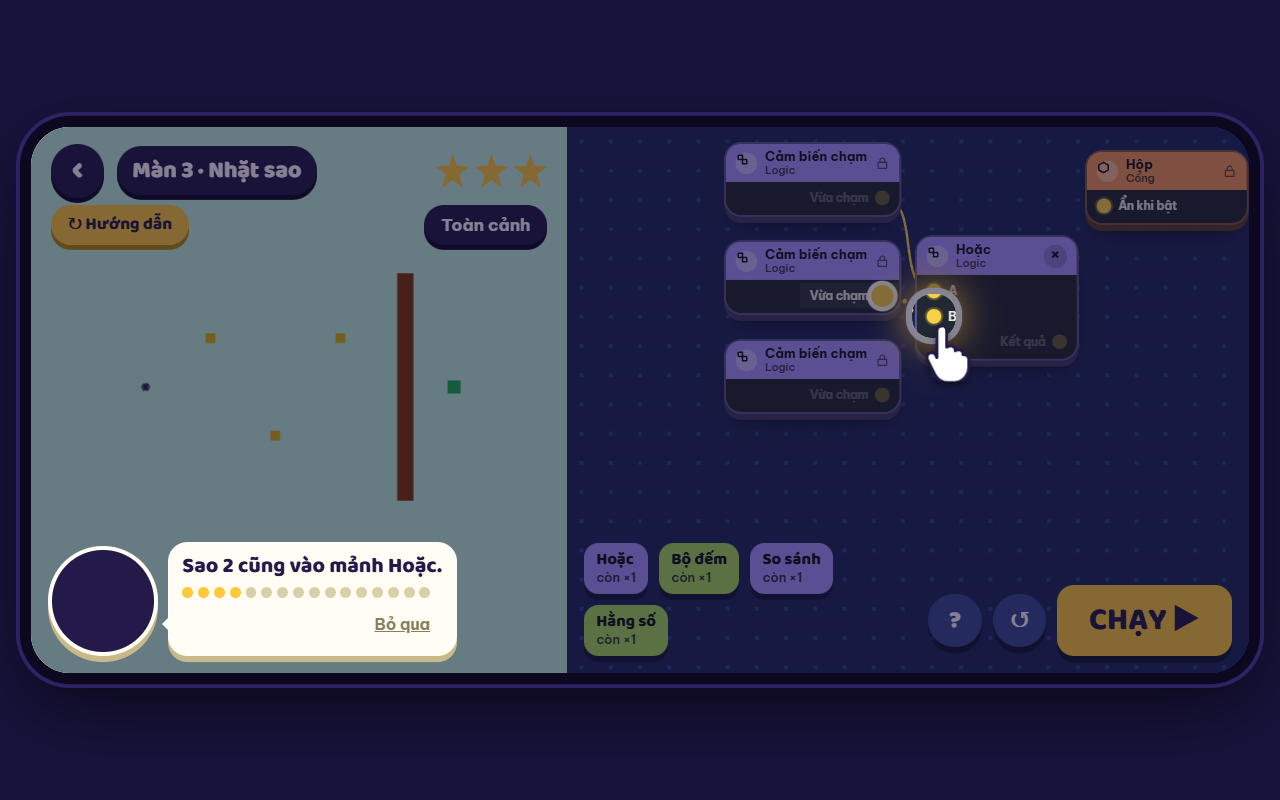 Màn 3 • Nhặt sao
↻ Hướng dẫn
Toàn cảnh
Cảm biến chạm
Logic
Vừa chạm
Cảm biến chạm
Logic
Vừa chạm
Cảm biến chạm
Logic
Vừa chạm
Hoặc
Logic
A
B
Kết quả
Hộp
Cổng
Ẩn khi bật
Sao 2 cũng vào mảnh Hoặc.
Bỏ qua
Hoặc
còn ×1
Bộ đếm
còn ×1
So sánh
còn ×1
Hằng số
còn ×1
?
CHẠY